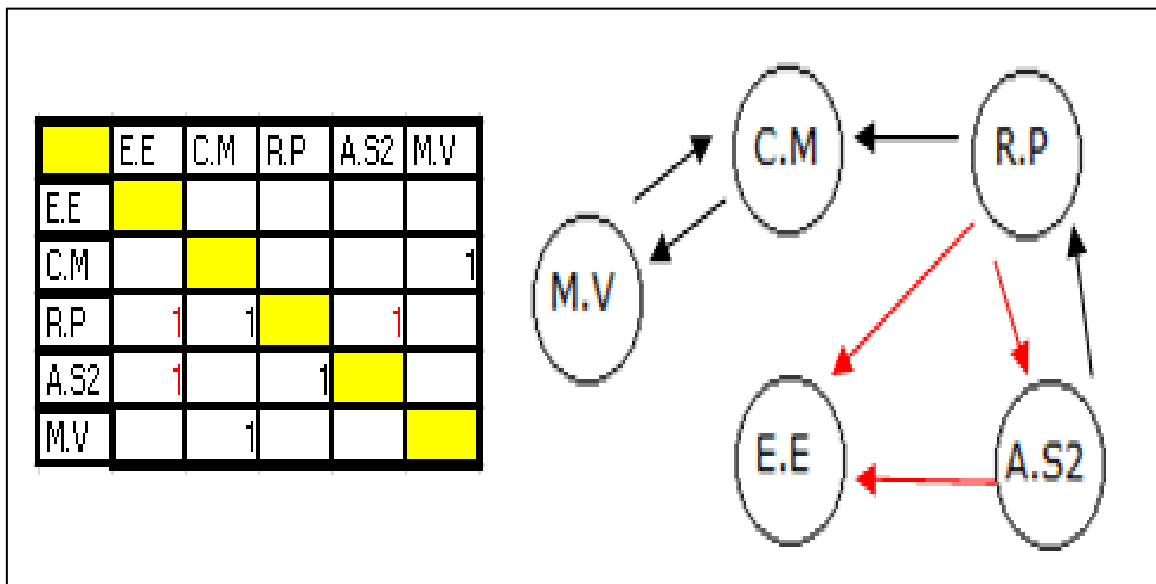 E.E C.M R.P A.S2 M.V
E.E
C.M 1
R.P 1 1 1
A.S2 1 1
M.V 1
C.M
R.P
M.V
E.E
A.S2